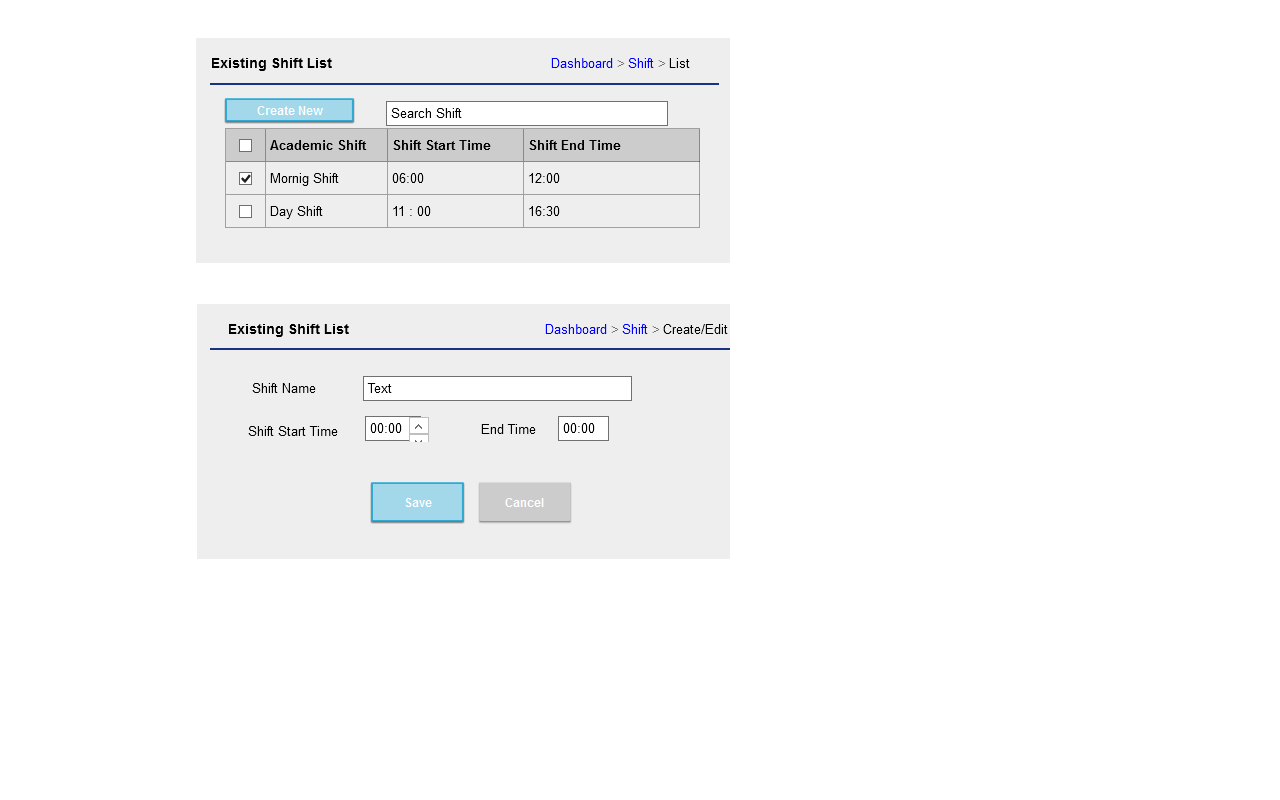 Existing Shift List Dashboard > Shift > List
Create New Search Shift
Academic Shift Shift Start Time Shift End Time
Mornig Shift 06:00 12:00
Day Shift 11 : 00 16:30
Existing Shift List Dashboard > Shift > Create/Edit
Shift Name Text
Shift Start Time 00:00 End Time 00:00
Save Cancel